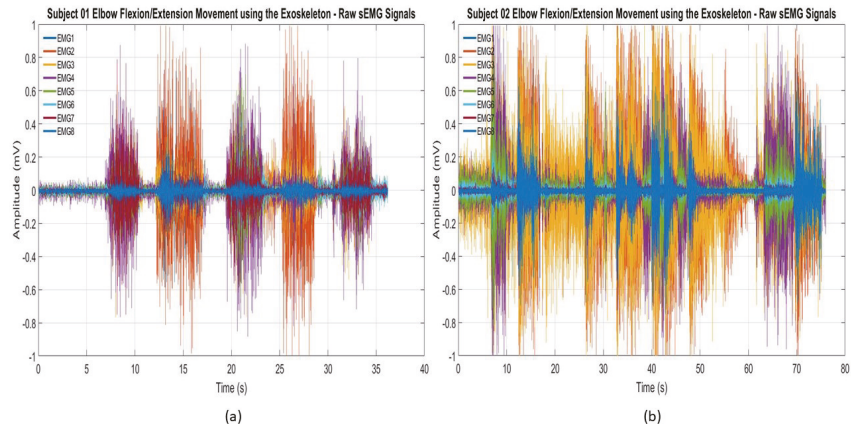 Subject 01 Elbow Flexion/Extension Movement using the Exoskeleton - Raw sEMG Signals
1
0.8
0.6
0.4
0.2
0
-0.2
-0.4
-0.6
-0.8
-1
Amplitude (mV)
EMG1
EMG2
EMG3
EMG4
EMG5
EMG6
EMG7
EMG8
0 5 10 15 20 25 30 35 40
Time (s)
(a)
Subject 02 Elbow Flexion/Extension Movement using the Exoskeleton - Raw sEMG Signals
1
0.8
0.6
0.4
0.2
0
-0.2
-0.4
-0.6
-0.8
-1
Amplitude (mV)
EMG1
EMG2
EMG3
EMG4
EMG5
EMG6
EMG7
EMG8
0 10 20 30 40 50 60 70 80
Time (s)
(b)